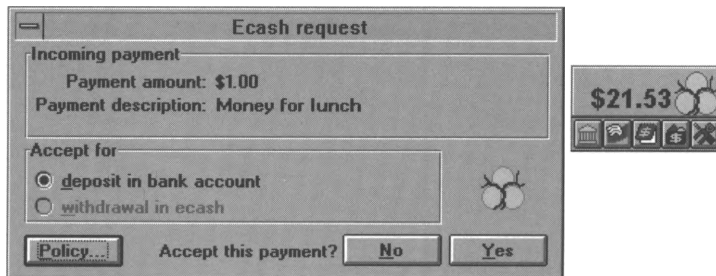 Ecash request
Incoming payment
Payment amount: $1.00
Payment description: Money for lunch
Accept for
deposit in bank account
withdrawal in ecash
Policy... Accept this payment? No Yes
$21.53